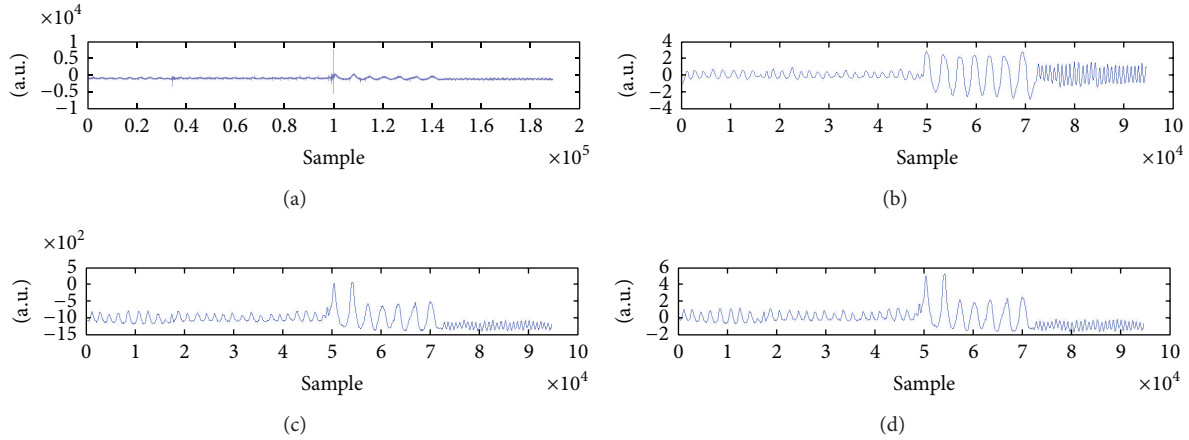 ×10⁴
(a.u.)
1
0.5
0
−0.5
−1
0 0.2 0.4 0.6 0.8 1 1.2 1.4 1.6 1.8 2
Sample
×10⁵
(a)
(a.u.)
4
2
0
−2
−4
0 1 2 3 4 5 6 7 8 9 10
Sample
×10⁴
(b)
×10²
(a.u.)
5
0
−5
−10
−15
0 1 2 3 4 5 6 7 8 9 10
Sample
×10⁴
(c)
(a.u.)
6
4
2
0
−2
0 1 2 3 4 5 6 7 8 9 10
Sample
×10⁴
(d)